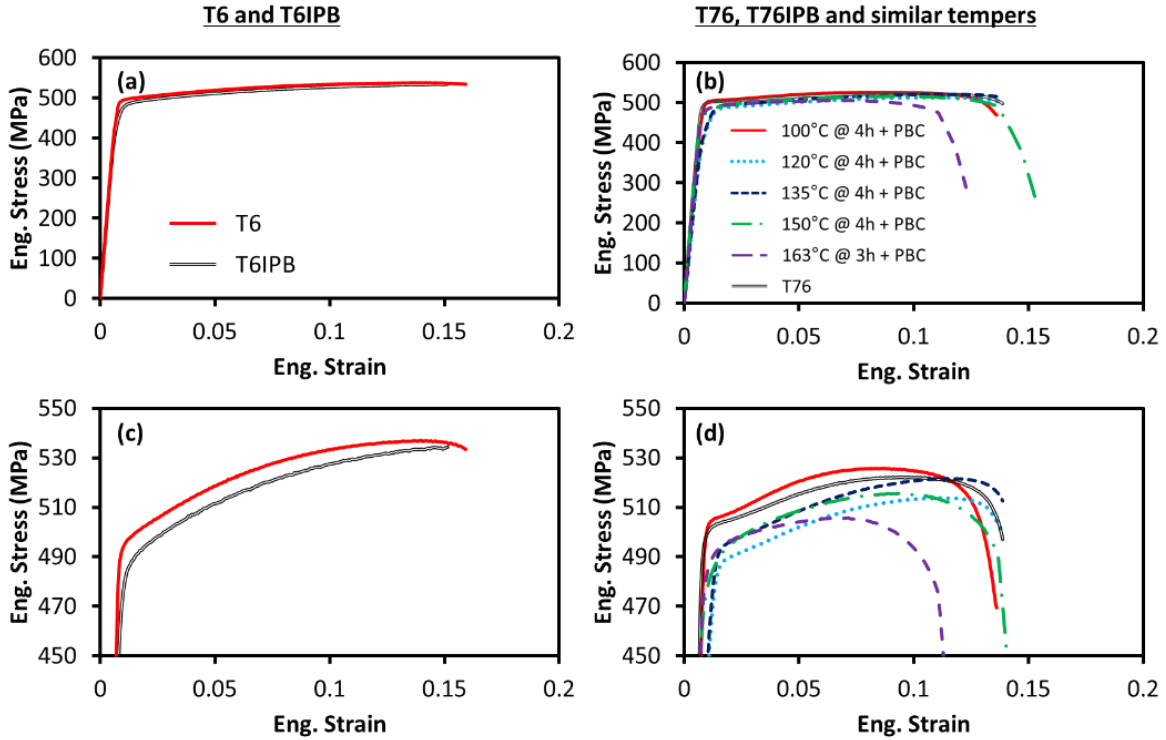 T6 and T6IPB
T76, T76IPB and similar tempers
(a)
Eng. Stress (MPa)
600
500
400
300
200
100
0
T6
T6IPB
0 0.05 0.1 0.15 0.2
Eng. Strain
(b)
Eng. Stress (MPa)
600
500
400
300
200
100
0
100°C @ 4h + PBC
120°C @ 4h + PBC
135°C @ 4h + PBC
150°C @ 4h + PBC
163°C @ 3h + PBC
T76
0 0.05 0.1 0.15 0.2
Eng. Strain
(c)
Eng. Stress (MPa)
550
530
510
490
470
450
0 0.05 0.1 0.15 0.2
Eng. Strain
(d)
Eng. Stress (MPa)
550
530
510
490
470
450
0 0.05 0.1 0.15 0.2
Eng. Strain